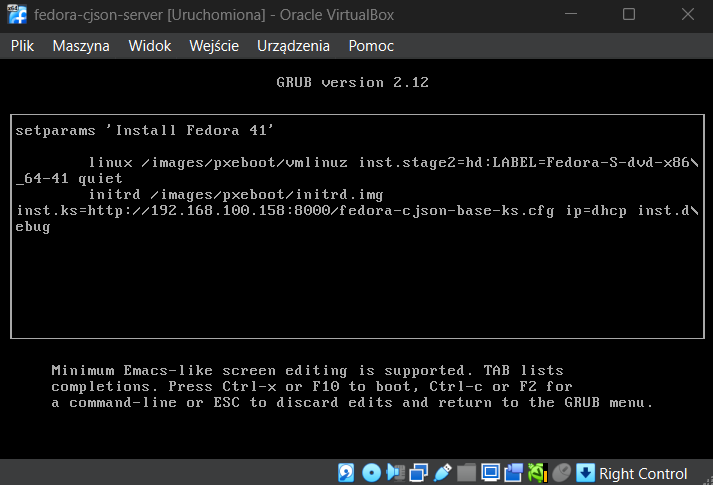 fedora-cjson-server [Uruchomiona] - Oracle VirtualBox
Plik Maszyna Widok Wejście Urządzenia Pomoc
GRUB version 2.12
setparams 'Install Fedora 41'
linux /images/pxeboot/vmlinuz inst.stage2=hd:LABEL=Fedora-S-dvd-x86\
_64-41 quiet
initrd /images/pxeboot/initrd.img
inst.ks=http://192.168.100.158:8000/fedora-cjson-base-ks.cfg ip=dhcp inst.d\
ebug
Minimum Emacs-like screen editing is supported. TAB lists
completions. Press Ctrl-x or F10 to boot, Ctrl-c or F2 for
a command-line or ESC to discard edits and return to the GRUB menu.
Right Control